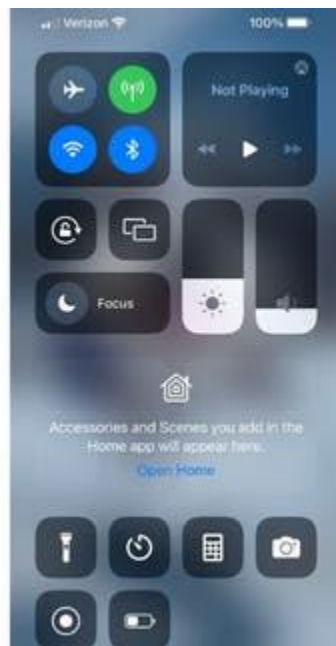 Verizon
100%
Not Playing
Focus
Accessories and Scenes you add in the
Home app will appear here.
Open Home